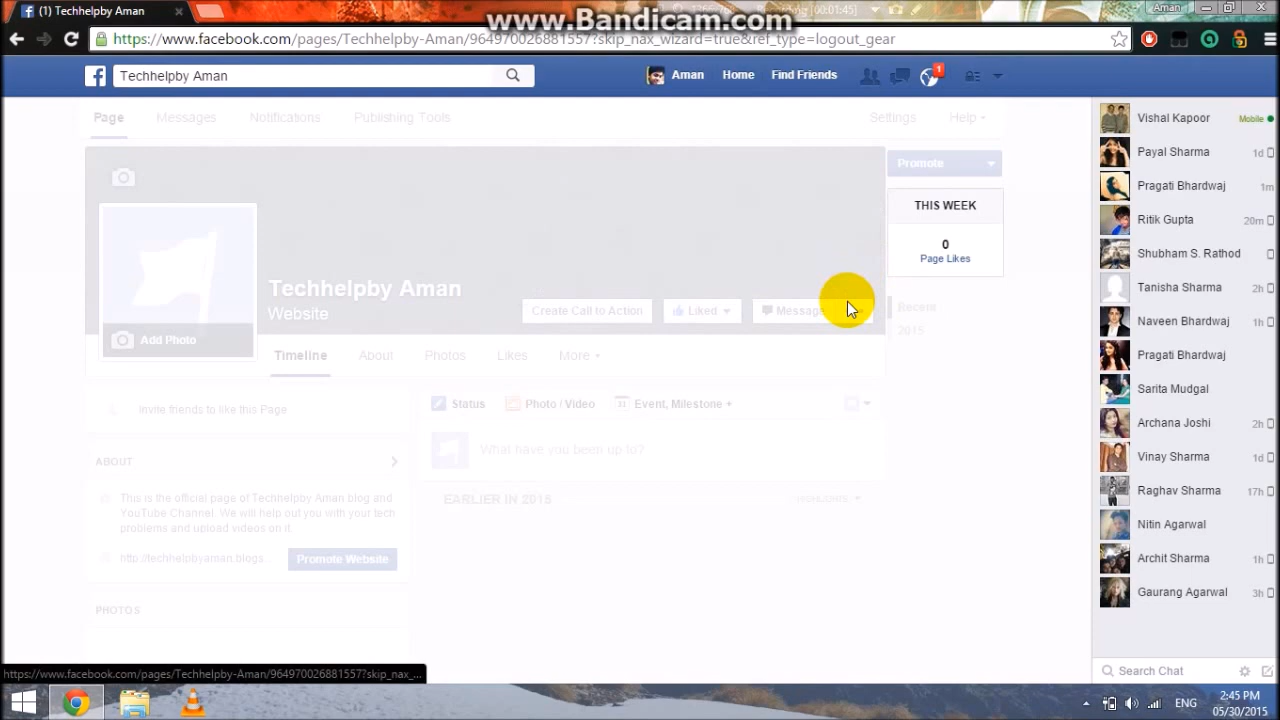 (1) Techhelpby Aman
www.Bandicam.com
[00:01:45]
Aman
https://www.facebook.com/pages/Techhelpby-Aman/964970026881557?skip_nax_wizard=true&ref_type=logout_gear
Techhelpby Aman
Aman Home Find Friends 1
Page Messages Notifications Publishing Tools Settings Help
Promote
THIS WEEK
0
Page Likes
Techhelpby Aman
Website
Create Call to Action Liked Message
Add Photo
Recent
2015
Timeline About Photos Likes More
Invite friends to like this Page
Status Photo / Video 31 Event, Milestone +
What have you been up to?
ABOUT
This is the official page of Techhelpby Aman blog and
YouTube Channel. We will help out you with your tech
problems and upload videos on it.
http://techhelpbyaman.blogs...
Promote Website
EARLIER IN 2015 HIGHLIGHTS
PHOTOS
Vishal Kapoor Mobile
Payal Sharma 1d
Pragati Bhardwaj 1m
Ritik Gupta 20m
Shubham S. Rathod
Tanisha Sharma 2h
Naveen Bhardwaj 1h
Pragati Bhardwaj
Sarita Mudgal
Archana Joshi 2h
Vinay Sharma 1d
Raghav Sharma 17h
Nitin Agarwal
Archit Sharma 1h
Gaurang Agarwal 3h
Search Chat
https://www.facebook.com/pages/Techhelpby-Aman/964970026881557?skip_nax_...
ENG
2:45 PM
05/30/2015